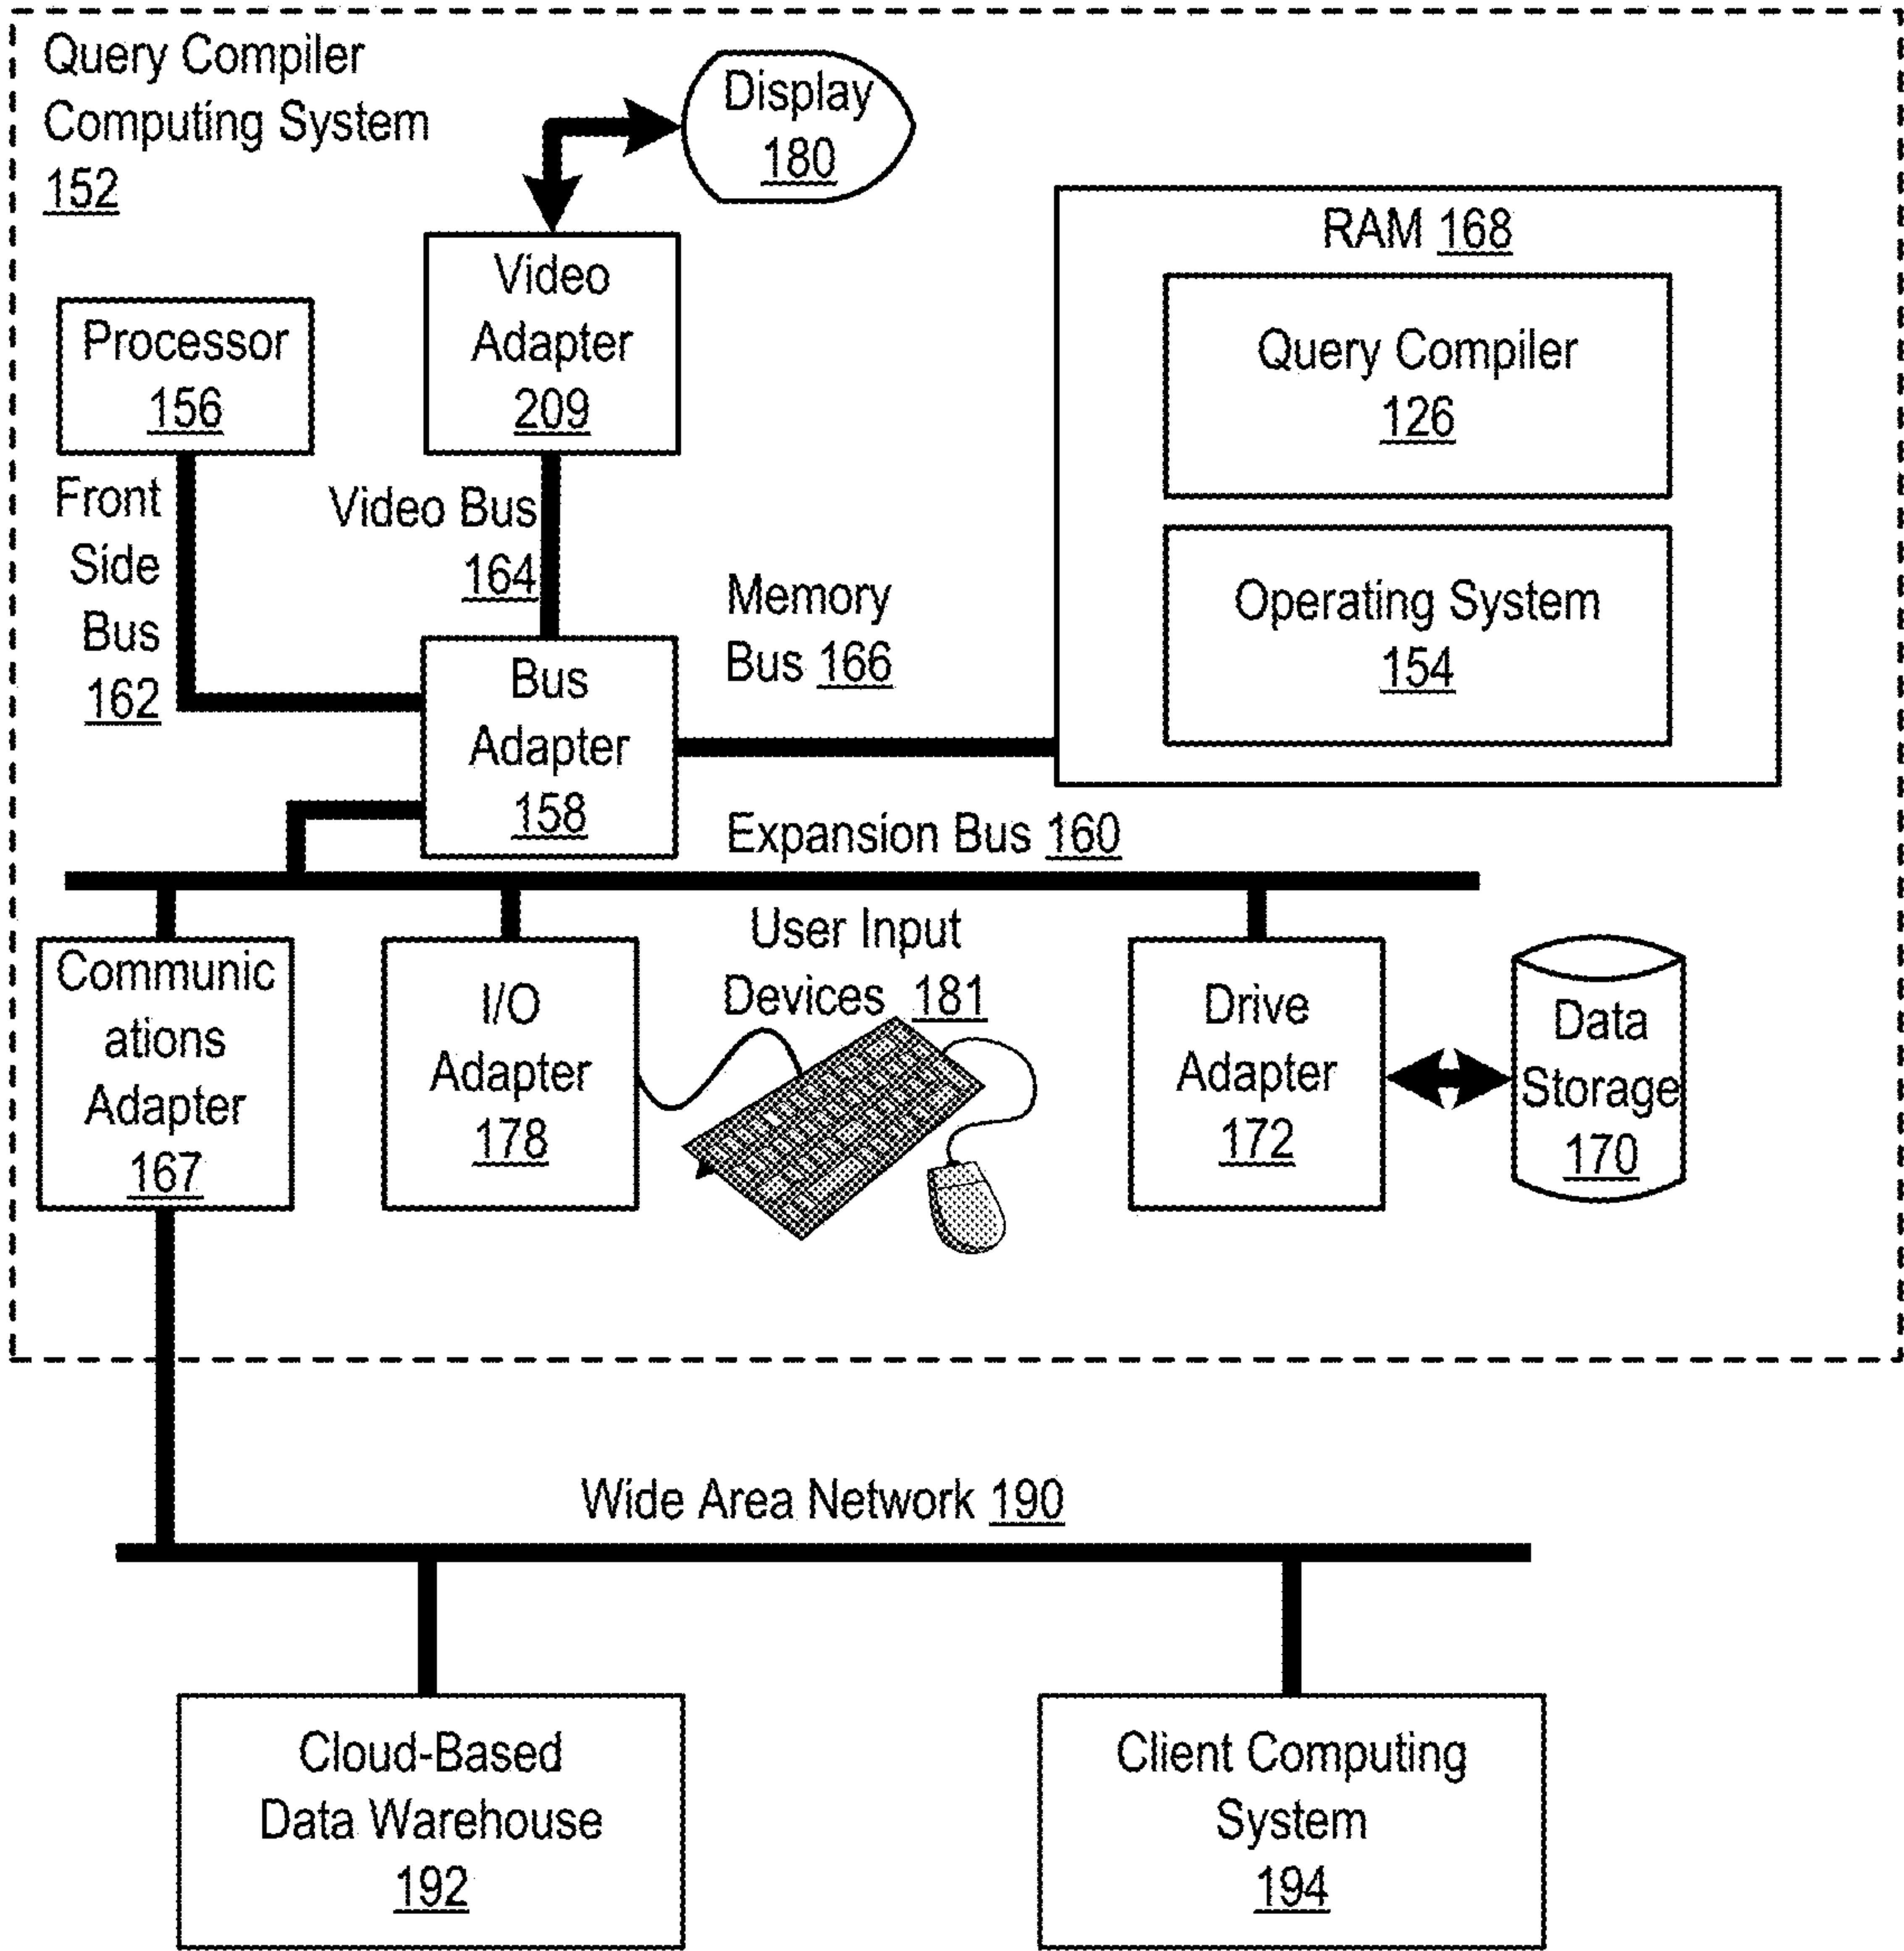 Query Compiler
Computing System
152
Display
180
RAM 168
Video
Adapter
209
Processor
156
Query Compiler
126
Front
Side
Bus
162
Video Bus
164
Memory
Bus 166
Operating System
154
Bus
Adapter
158
Expansion Bus 160
Communic
ations
Adapter
167
I/O
Adapter
178
User Input
Devices 181
Drive
Adapter
172
Data
Storage
170
Wide Area Network 190
Cloud-Based
Data Warehouse
192
Client Computing
System
194